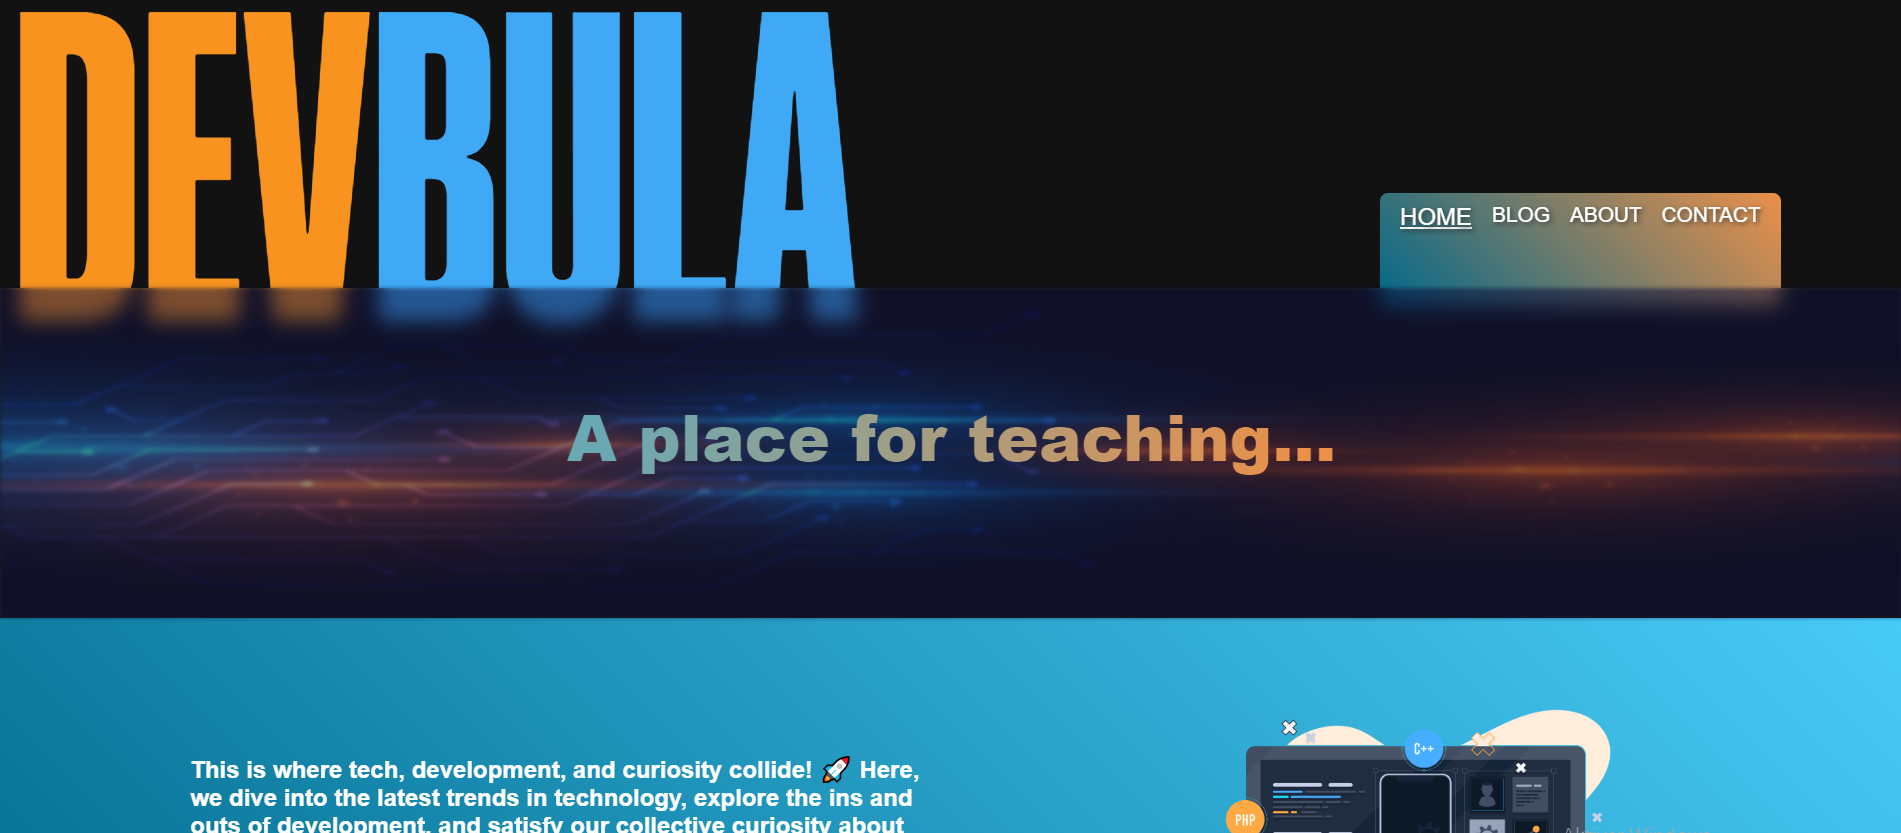 DEVBULA
HOME BLOG ABOUT CONTACT
A place for teaching...
This is where tech, development, and curiosity collide! 🚀 Here,
we dive into the latest trends in technology, explore the ins and
outs of development, and satisfy our collective curiosity about
C++
PHP